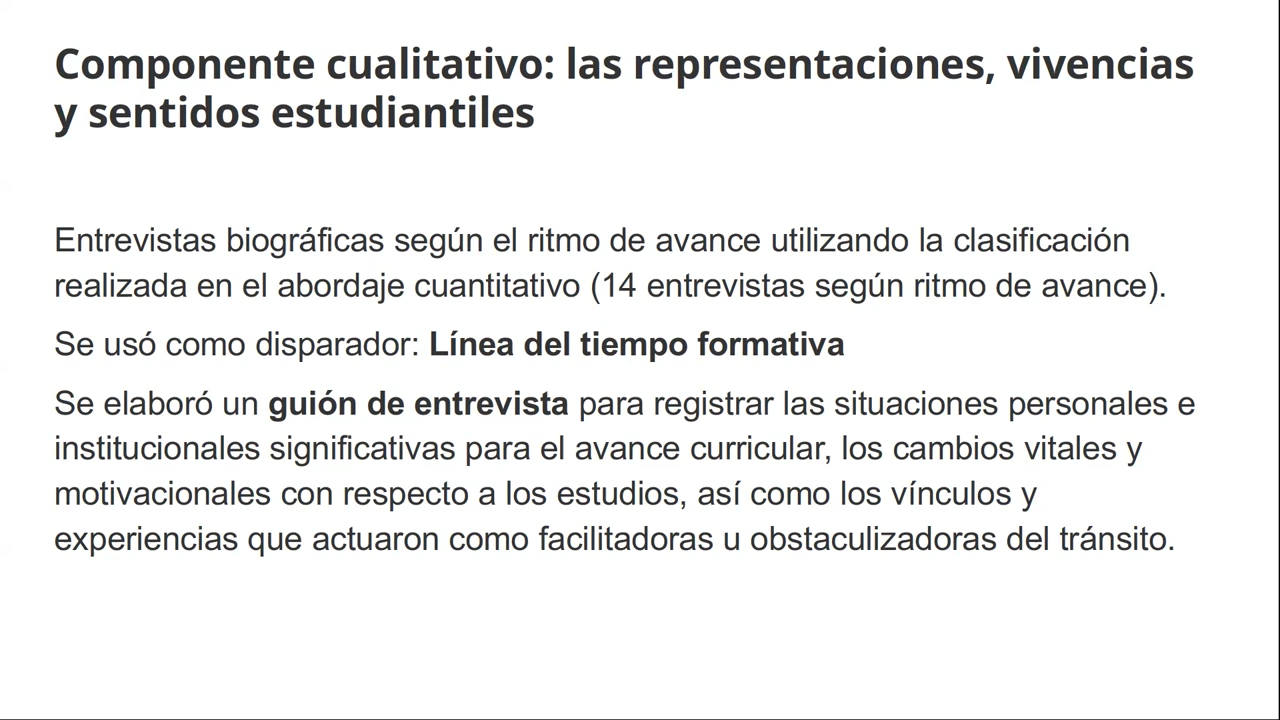 Componente cualitativo: las representaciones, vivencias
y sentidos estudiantiles
Entrevistas biográficas según el ritmo de avance utilizando la clasificación
realizada en el abordaje cuantitativo (14 entrevistas según ritmo de avance).
Se usó como disparador: Línea del tiempo formativa
Se elaboró un guión de entrevista para registrar las situaciones personales e
institucionales significativas para el avance curricular, los cambios vitales y
motivacionales con respecto a los estudios, así como los vínculos y
experiencias que actuaron como facilitadoras u obstaculizadoras del tránsito.